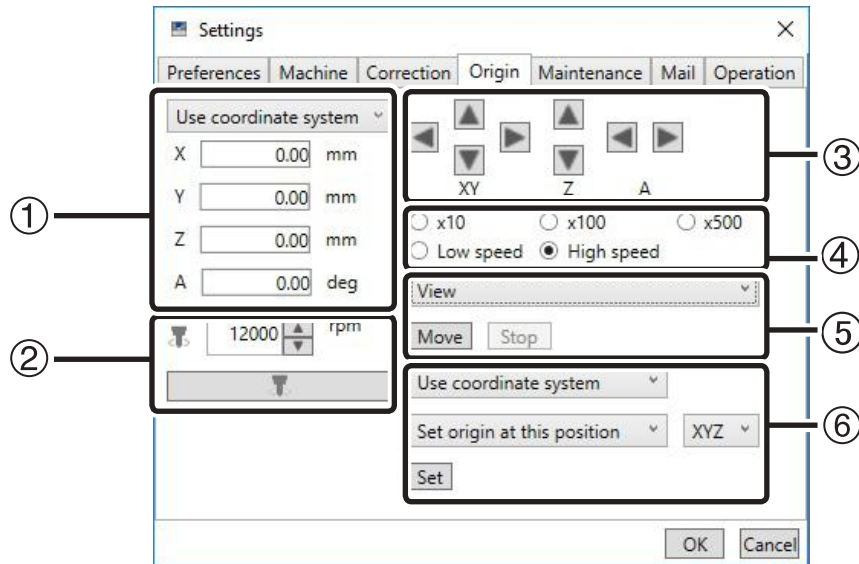 Settings
Preferences Machine Correction Origin Maintenance Mail Operation
①
Use coordinate system
X 0.00 mm
Y 0.00 mm
Z 0.00 mm
A 0.00 deg
②
12000 rpm
③
XY Z A
④
x10 x100 x500
Low speed High speed
⑤
View
Move Stop
⑥
Use coordinate system
Set origin at this position XYZ
Set
OK Cancel